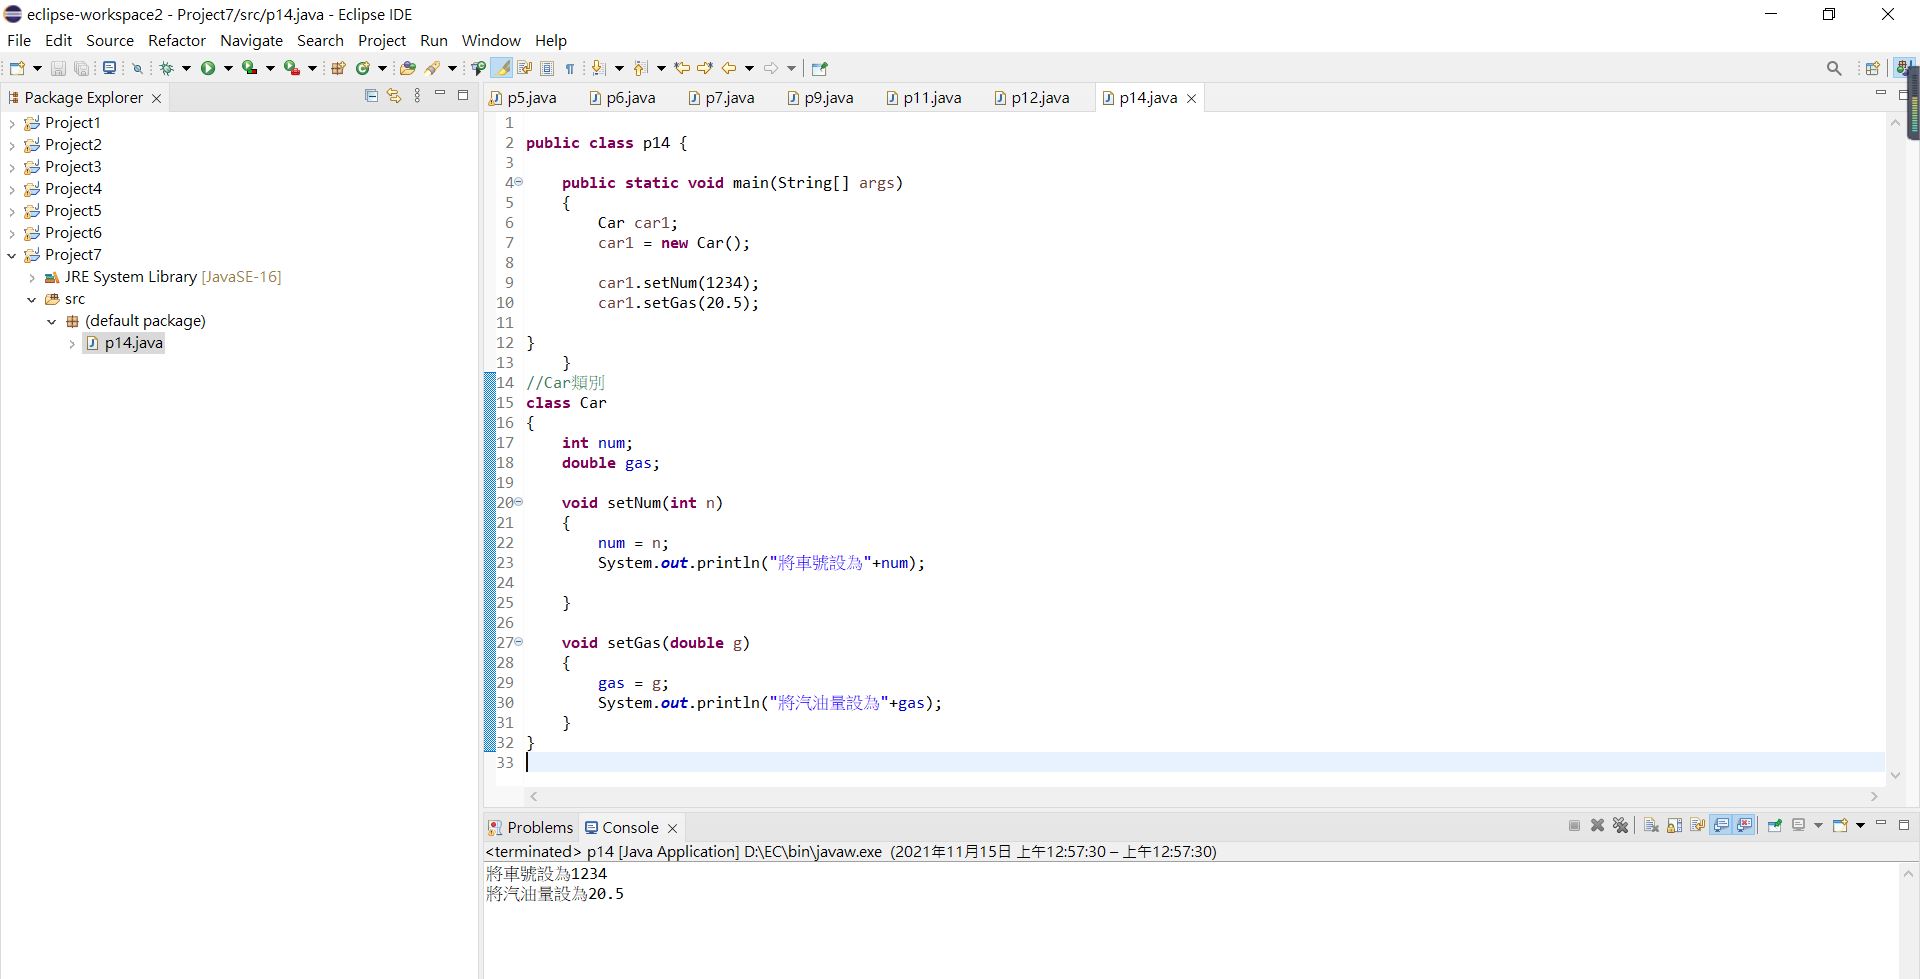 eclipse-workspace2 - Project7/src/p14.java - Eclipse IDE
File Edit Source Refactor Navigate Search Project Run Window Help
Package Explorer
p5.java p6.java p7.java p9.java p11.java p12.java p14.java
Project1
Project2
Project3
Project4
Project5
Project6
Project7
JRE System Library [JavaSE-16]
src
(default package)
p14.java
1
2 public class p14 {
3
4 public static void main(String[] args)
5 {
6 Car car1;
7 car1 = new Car();
8
9 car1.setNum(1234);
10 car1.setGas(20.5);
11
12 }
13 }
14 //Car類別
15 class Car
16 {
17 int num;
18 double gas;
19
20 void setNum(int n)
21 {
22 num = n;
23 System.out.println("將車號設為"+num);
24
25 }
26
27 void setGas(double g)
28 {
29 gas = g;
30 System.out.println("將汽油量設為"+gas);
31 }
32 }
33
Problems Console
<terminated> p14 [Java Application] D:\EC\bin\javaw.exe (2021年11月15日 上午12:57:30 – 上午12:57:30)
將車號設為1234
將汽油量設為20.5